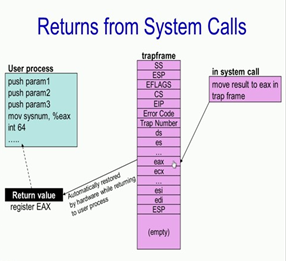 Returns from System Calls
User process
push param1
push param2
push param3
mov sysnum, %eax
int 64
.....
Return value
register EAX
Automatically restored
by hardware while returning
to user process
trapframe
SS
ESP
EFLAGS
CS
EIP
Error Code
Trap Number
ds
es
...
eax
ecx
...
esi
edi
ESP
(empty)
in system call
move result to eax in
trap frame